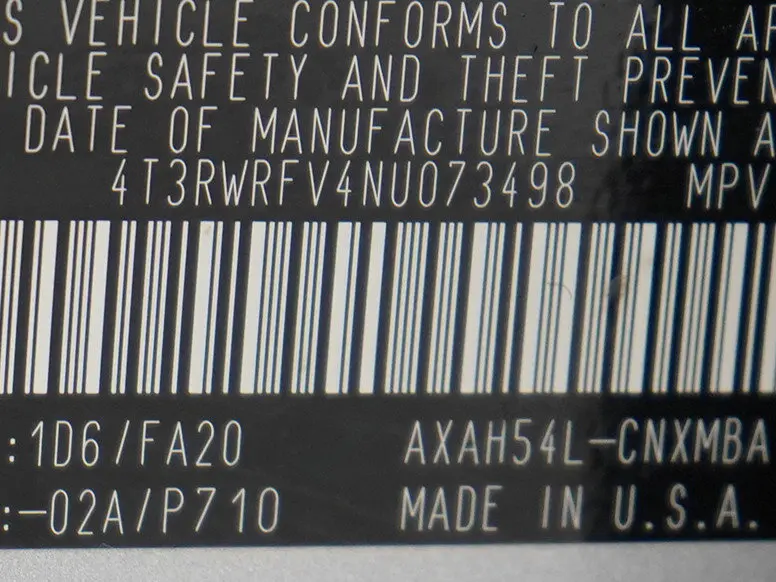 S VEHICLE CONFORMS TO ALL AP
ICLE SAFETY AND THEFT PREVEN
DATE OF MANUFACTURE SHOWN A
4T3RWRFV4NU073498 MPV
:1D6/FA20 AXAH54L-CNXMBA
:-02A/P710 MADE IN U.S.A.